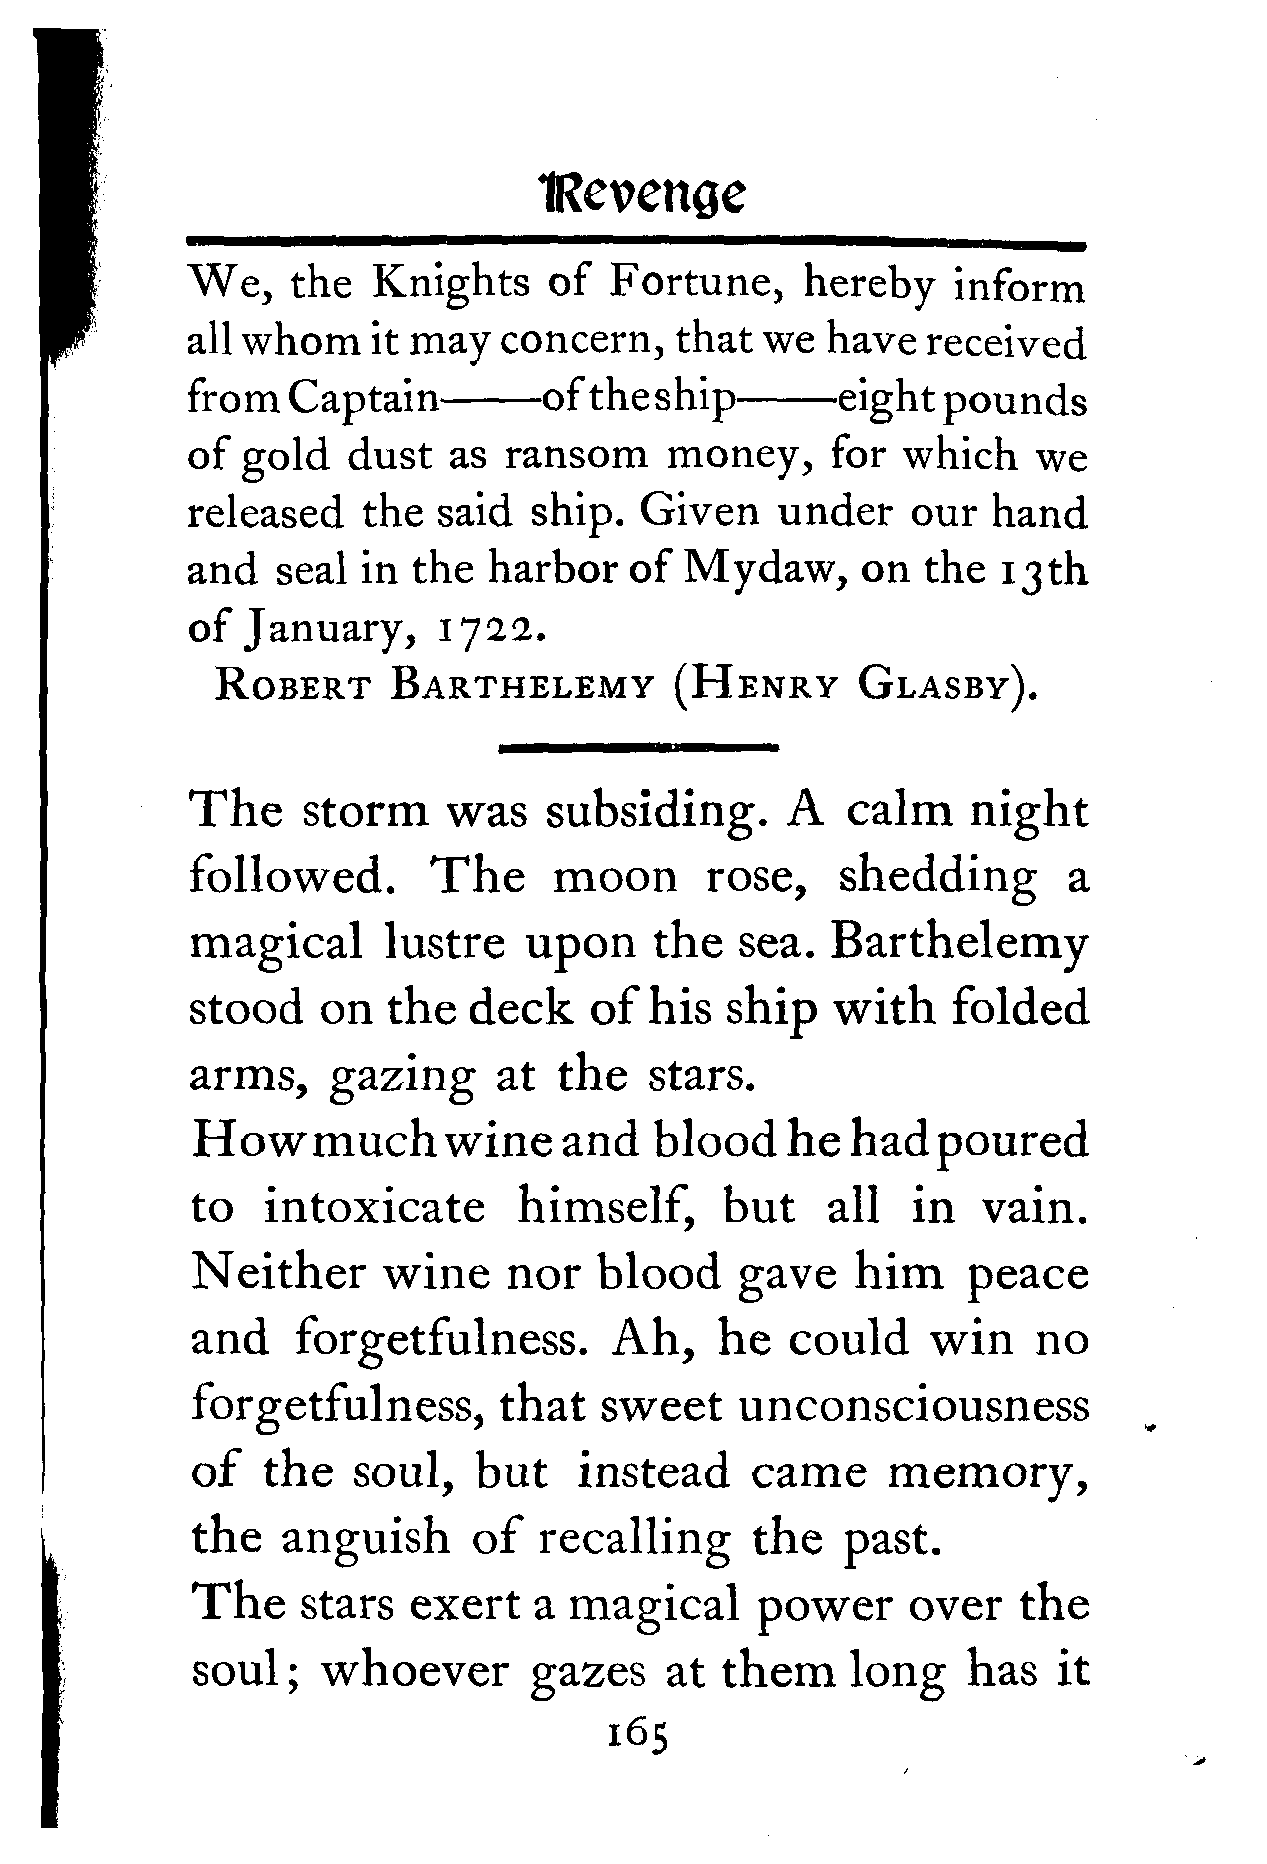 Revenge
We, the Knights of Fortune, hereby inform
all whom it may concern, that we have received
from Captain——of the ship——eight pounds
of gold dust as ransom money, for which we
released the said ship. Given under our hand
and seal in the harbor of Mydaw, on the 13th
of January, 1722.
ROBERT BARTHELEMY (HENRY GLASBY).
The storm was subsiding. A calm night
followed. The moon rose, shedding a
magical lustre upon the sea. Barthelemy
stood on the deck of his ship with folded
arms, gazing at the stars.
How much wine and blood he had poured
to intoxicate himself, but all in vain.
Neither wine nor blood gave him peace
and forgetfulness. Ah, he could win no
forgetfulness, that sweet unconsciousness
of the soul, but instead came memory,
the anguish of recalling the past.
The stars exert a magical power over the
soul; whoever gazes at them long has it
165